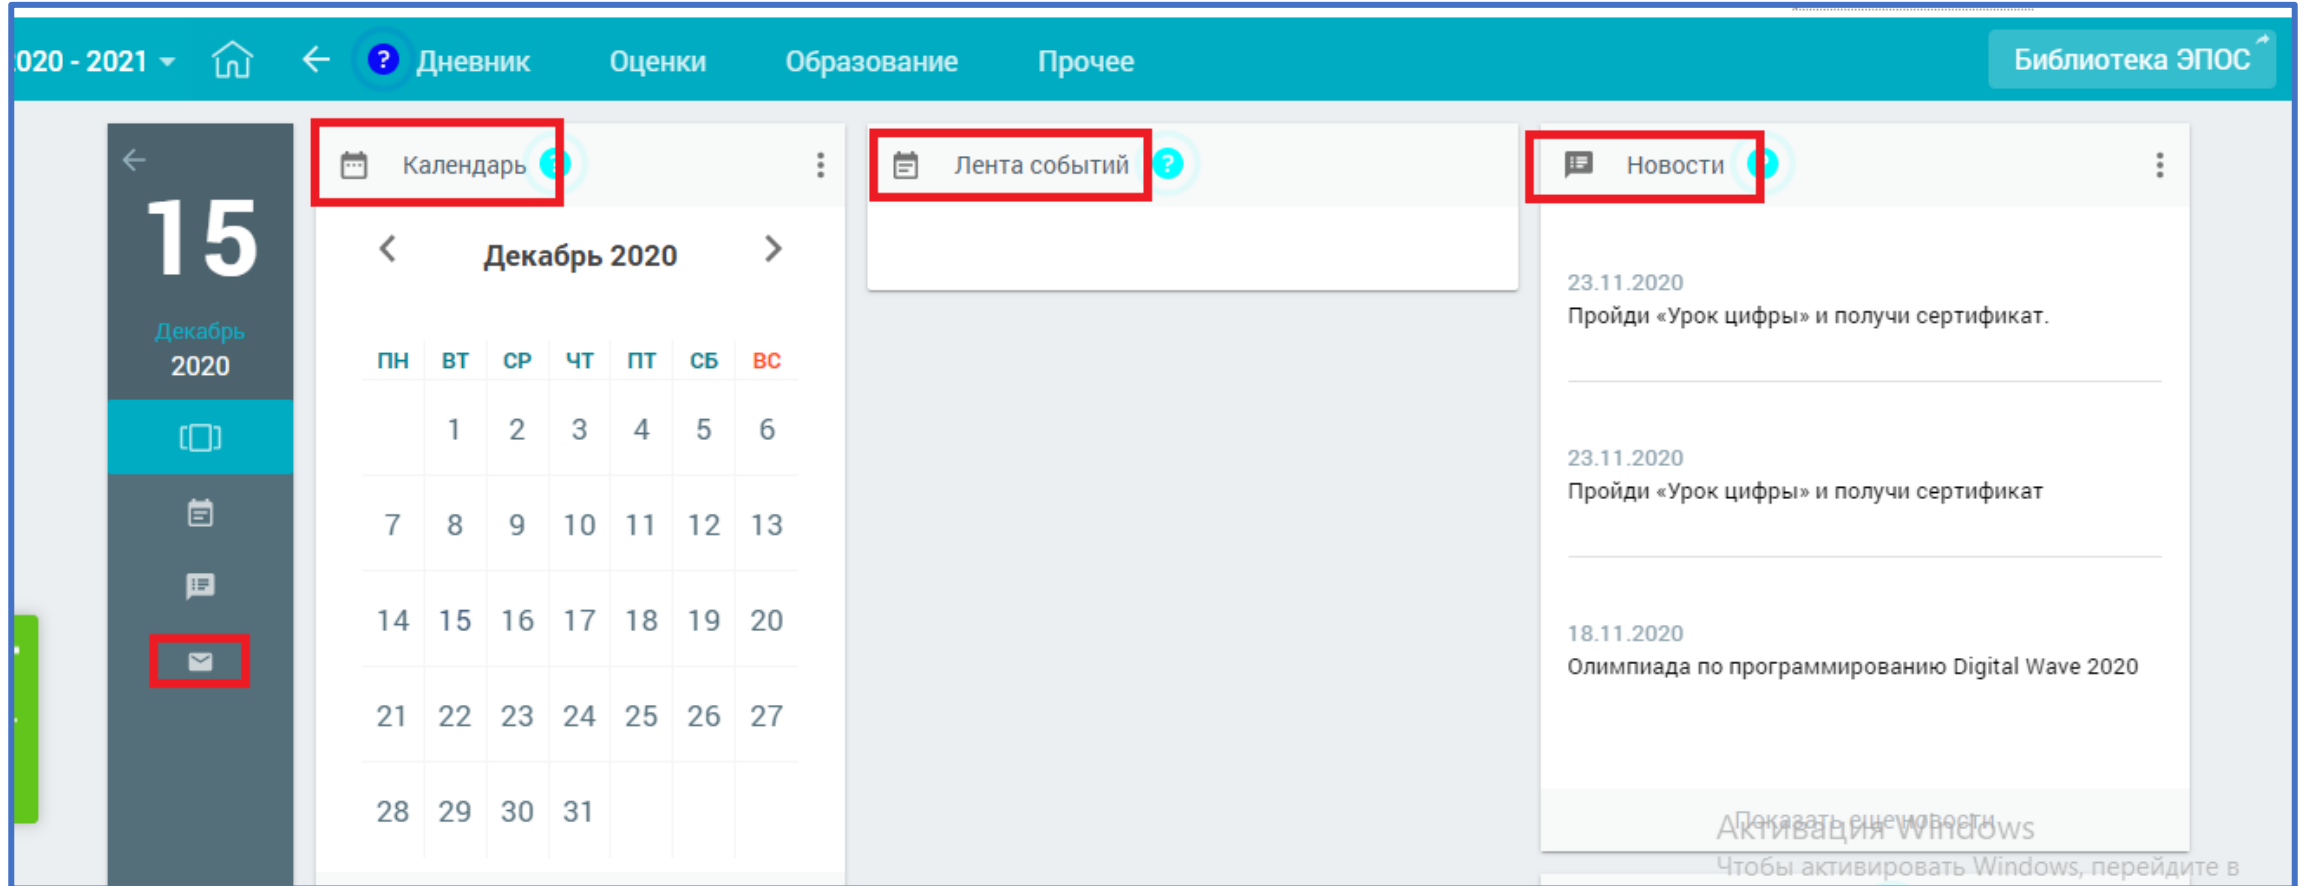 020 - 2021
Дневник
Оценки
Образование
Прочее
Библиотека ЭПОС
15
Декабрь
2020
Календарь
Декабрь 2020
ПН ВТ СР ЧТ ПТ СБ ВС
1 2 3 4 5 6
7 8 9 10 11 12 13
14 15 16 17 18 19 20
21 22 23 24 25 26 27
28 29 30 31
Лента событий
Новости
23.11.2020
Пройди «Урок цифры» и получи сертификат.
23.11.2020
Пройди «Урок цифры» и получи сертификат
18.11.2020
Олимпиада по программированию Digital Wave 2020
Показать еще новости
Активация Windows
Чтобы активировать Windows, перейдите в